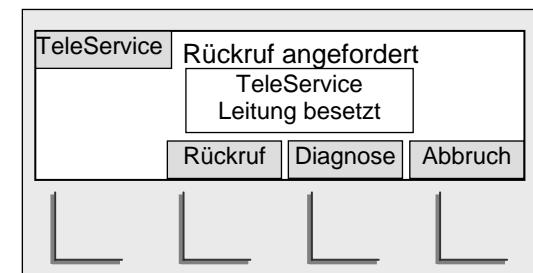 TeleService
Rückruf angefordert
TeleService
Leitung besetzt
Rückruf Diagnose Abbruch